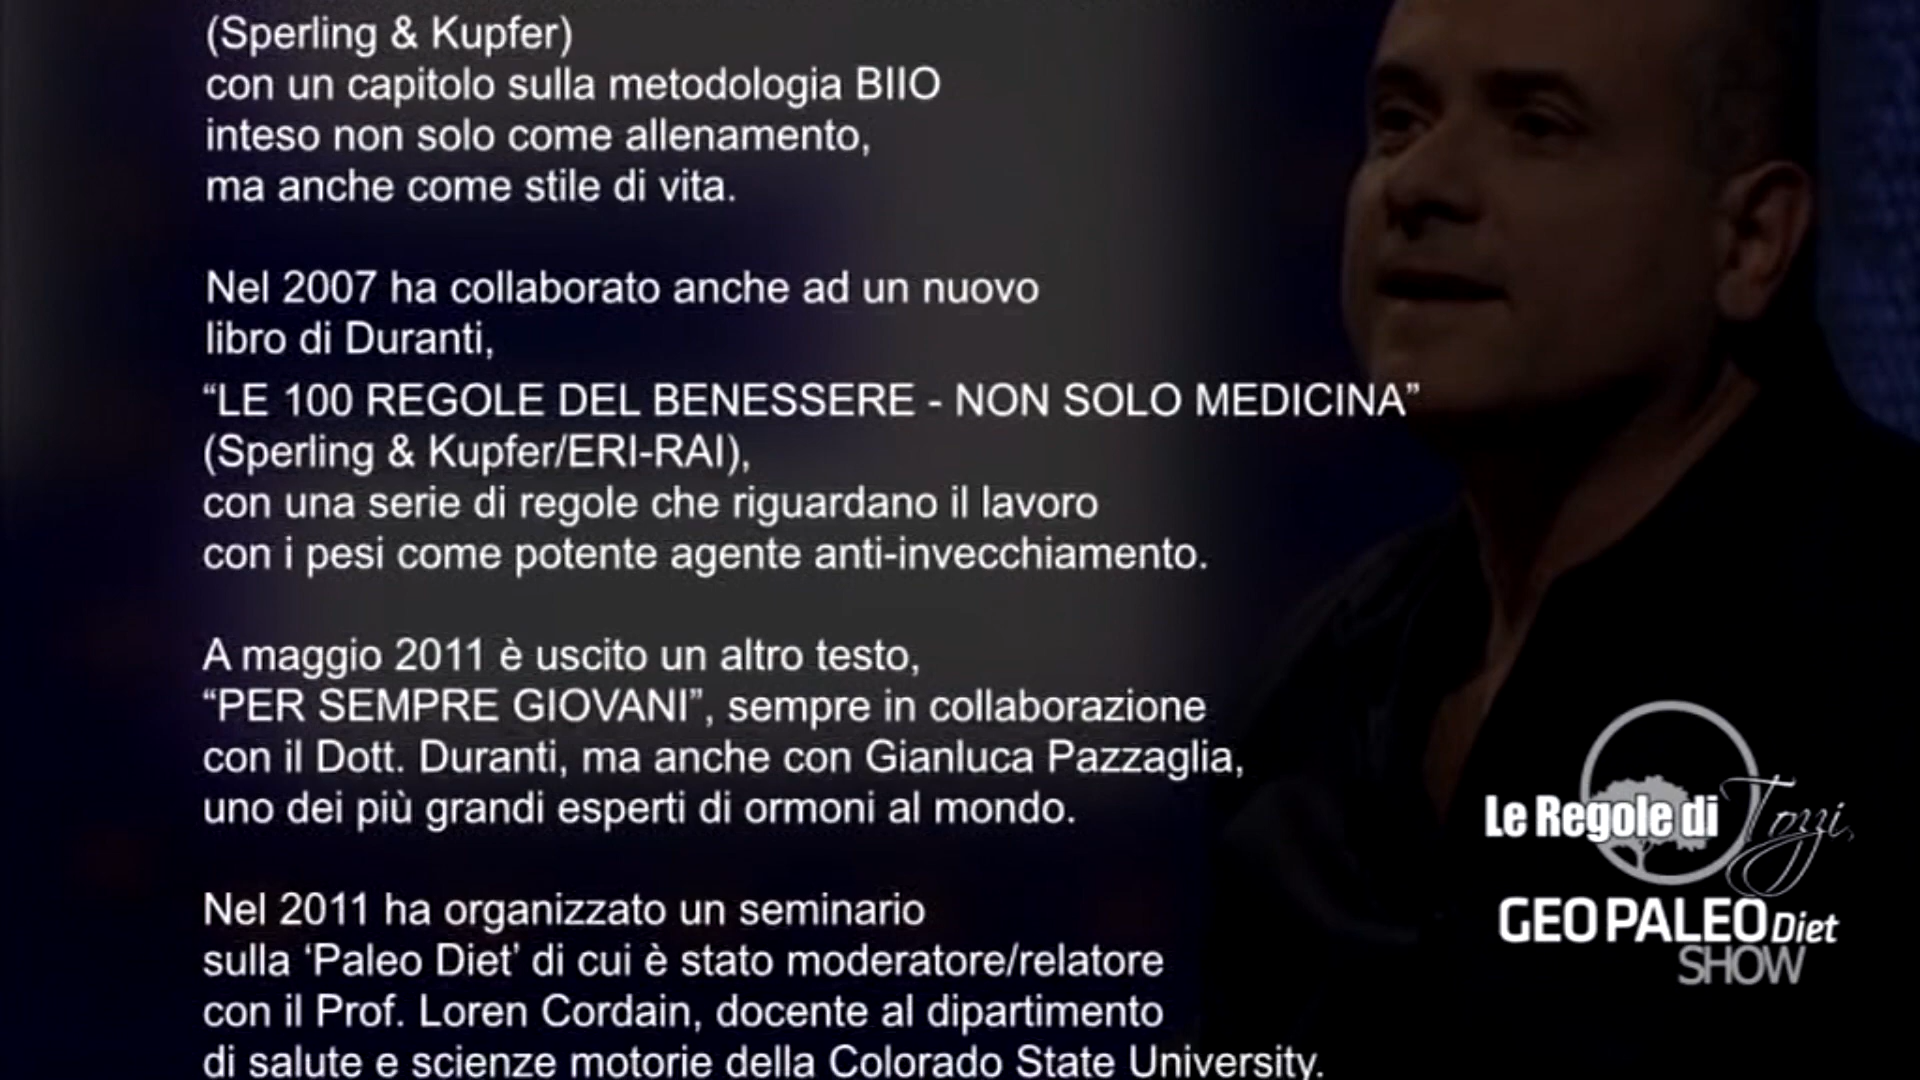 (Sperling & Kupfer)
con un capitolo sulla metodologia BIIO
inteso non solo come allenamento,
ma anche come stile di vita.
Nel 2007 ha collaborato anche ad un nuovo
libro di Duranti,
“LE 100 REGOLE DEL BENESSERE - NON SOLO MEDICINA”
(Sperling & Kupfer/ERI-RAI),
con una serie di regole che riguardano il lavoro
con i pesi come potente agente anti-invecchiamento.
A maggio 2011 è uscito un altro testo,
“PER SEMPRE GIOVANI”, sempre in collaborazione
con il Dott. Duranti, ma anche con Gianluca Pazzaglia,
uno dei più grandi esperti di ormoni al mondo.
Nel 2011 ha organizzato un seminario
sulla ‘Paleo Diet’ di cui è stato moderatore/relatore
con il Prof. Loren Cordain, docente al dipartimento
di salute e scienze motorie della Colorado State University.
Le Regole di Tozzi,
GEO PALEO Diet
SHOW